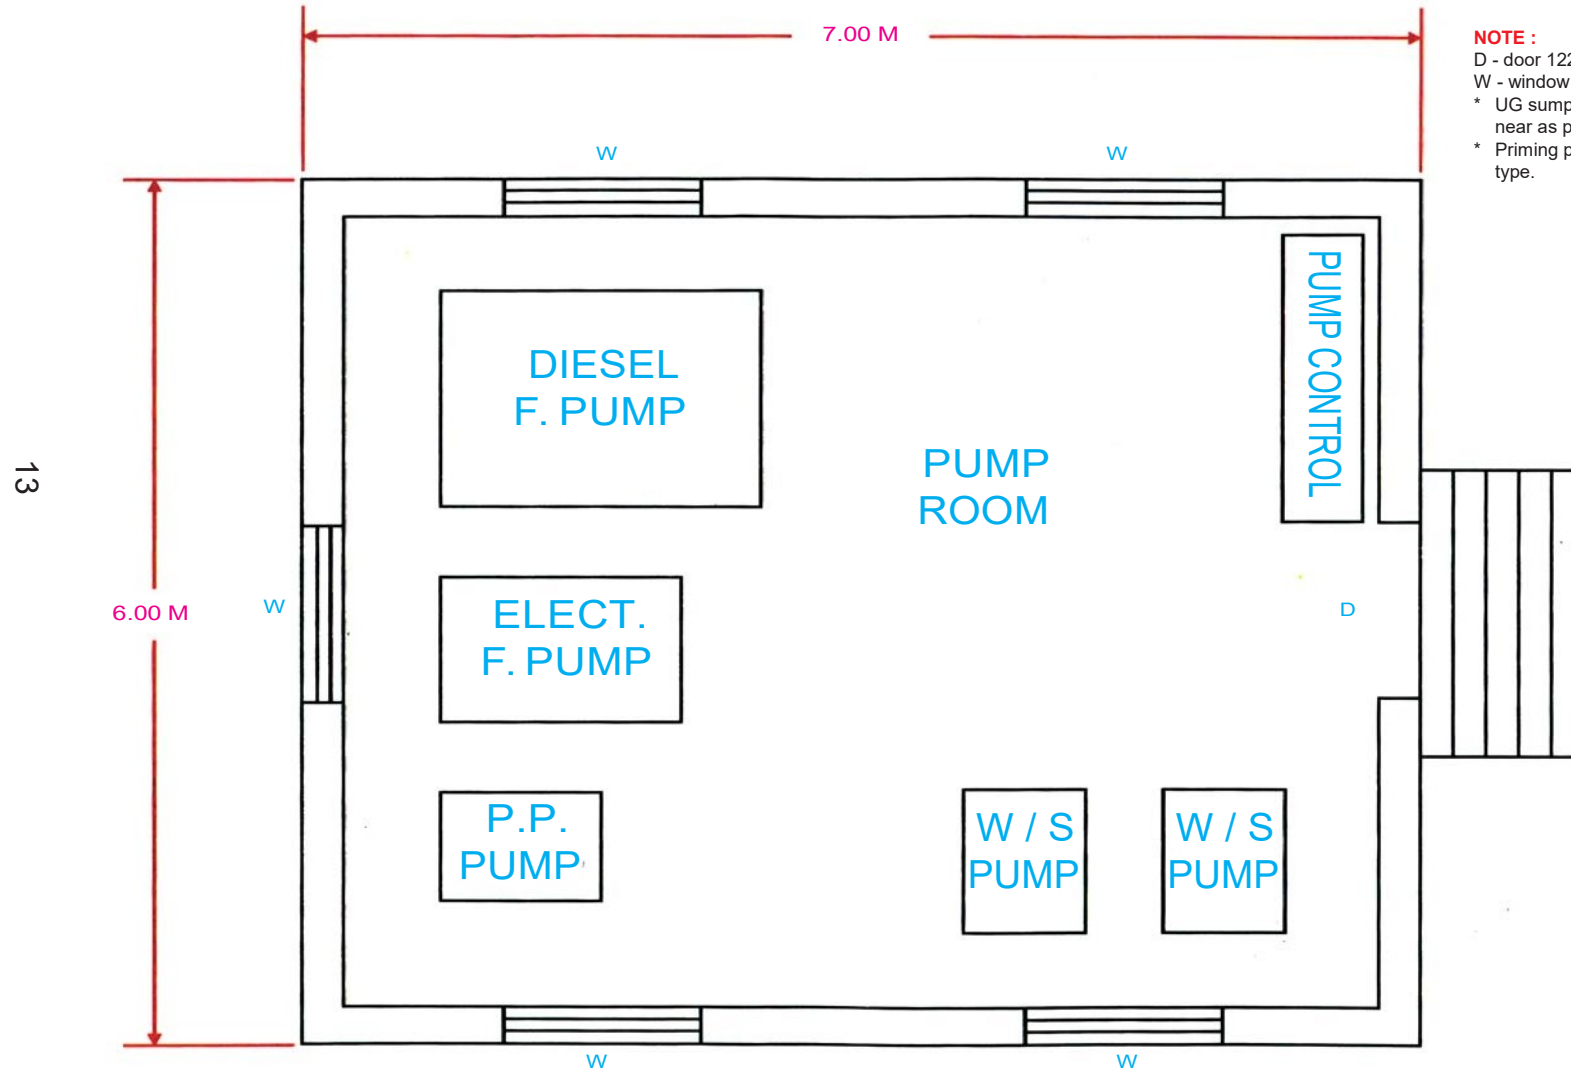 7.00 M
NOTE :
D - door 122
W - window
* UG sump
near as p
* Priming p
type.
W
W
PUMP CONTROL
DIESEL
F. PUMP
PUMP
ROOM
13
6.00 M
W
ELECT.
F. PUMP
D
P.P.
PUMP
W / S
PUMP
W / S
PUMP
W
W